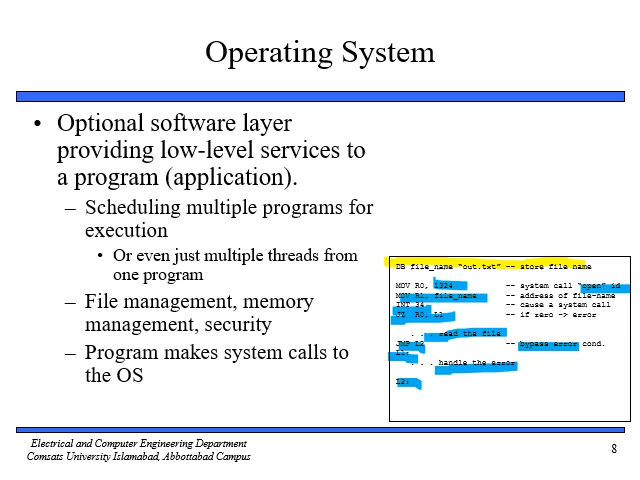 Operating System
• Optional software layer
providing low-level services to
a program (application).
– Scheduling multiple programs for
execution
• Or even just multiple threads from
one program
– File management, memory
management, security
– Program makes system calls to
the OS
DB file_name “out.txt” -- store file name
MOV R0, 1324 -- system call “open” id
MOV R1, file_name -- address of file-name
INT 34 -- cause a system call
JZ R0, L1 -- if zero -> error
. . . read the file
JMP L2 -- bypass error cond.
L1:
. . . handle the error
L2:
Electrical and Computer Engineering Department
Comsats University Islamabad, Abbottabad Campus
8